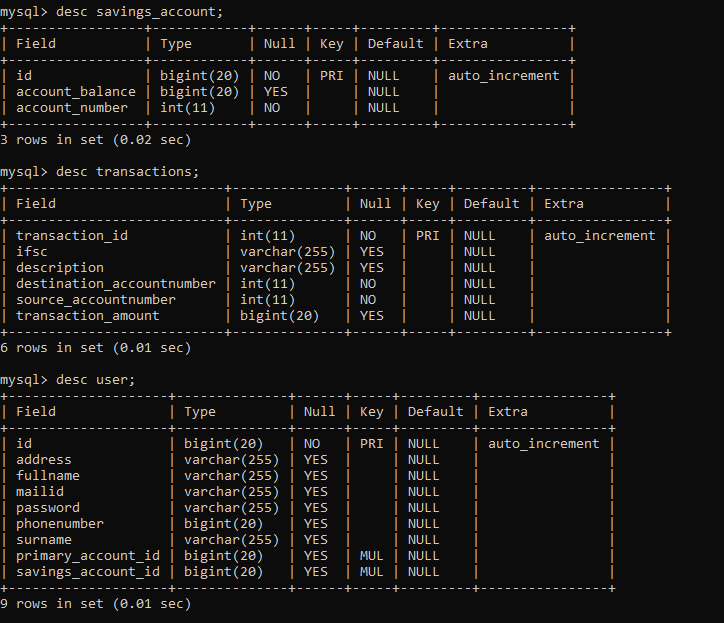 mysql> desc savings_account;
+-----------------+------------+------+-----+---------+----------------+
| Field           | Type       | Null | Key | Default | Extra          |
+-----------------+------------+------+-----+---------+----------------+
| id              | bigint(20) | NO   | PRI | NULL    | auto_increment |
| account_balance | bigint(20) | YES  |     | NULL    |                |
| account_number  | int(11)    | NO   |     | NULL    |                |
+-----------------+------------+------+-----+---------+----------------+
3 rows in set (0.02 sec)
mysql> desc transactions;
+---------------------------+--------------+------+-----+---------+----------------+
| Field                     | Type         | Null | Key | Default | Extra          |
+---------------------------+--------------+------+-----+---------+----------------+
| transaction_id            | int(11)      | NO   | PRI | NULL    | auto_increment |
| ifsc                      | varchar(255) | YES  |     | NULL    |                |
| description               | varchar(255) | YES  |     | NULL    |                |
| destination_accountnumber | int(11)      | NO   |     | NULL    |                |
| source_accountnumber      | int(11)      | NO   |     | NULL    |                |
| transaction_amount        | bigint(20)   | YES  |     | NULL    |                |
+---------------------------+--------------+------+-----+---------+----------------+
6 rows in set (0.01 sec)
mysql> desc user;
+--------------------+--------------+------+-----+---------+----------------+
| Field              | Type         | Null | Key | Default | Extra          |
+--------------------+--------------+------+-----+---------+----------------+
| id                 | bigint(20)   | NO   | PRI | NULL    | auto_increment |
| address            | varchar(255) | YES  |     | NULL    |                |
| fullname           | varchar(255) | YES  |     | NULL    |                |
| mailid             | varchar(255) | YES  |     | NULL    |                |
| password           | varchar(255) | YES  |     | NULL    |                |
| phonenumber        | bigint(20)   | YES  |     | NULL    |                |
| surname            | varchar(255) | YES  |     | NULL    |                |
| primary_account_id | bigint(20)   | YES  | MUL | NULL    |                |
| savings_account_id | bigint(20)   | YES  | MUL | NULL    |                |
+--------------------+--------------+------+-----+---------+----------------+
9 rows in set (0.01 sec)